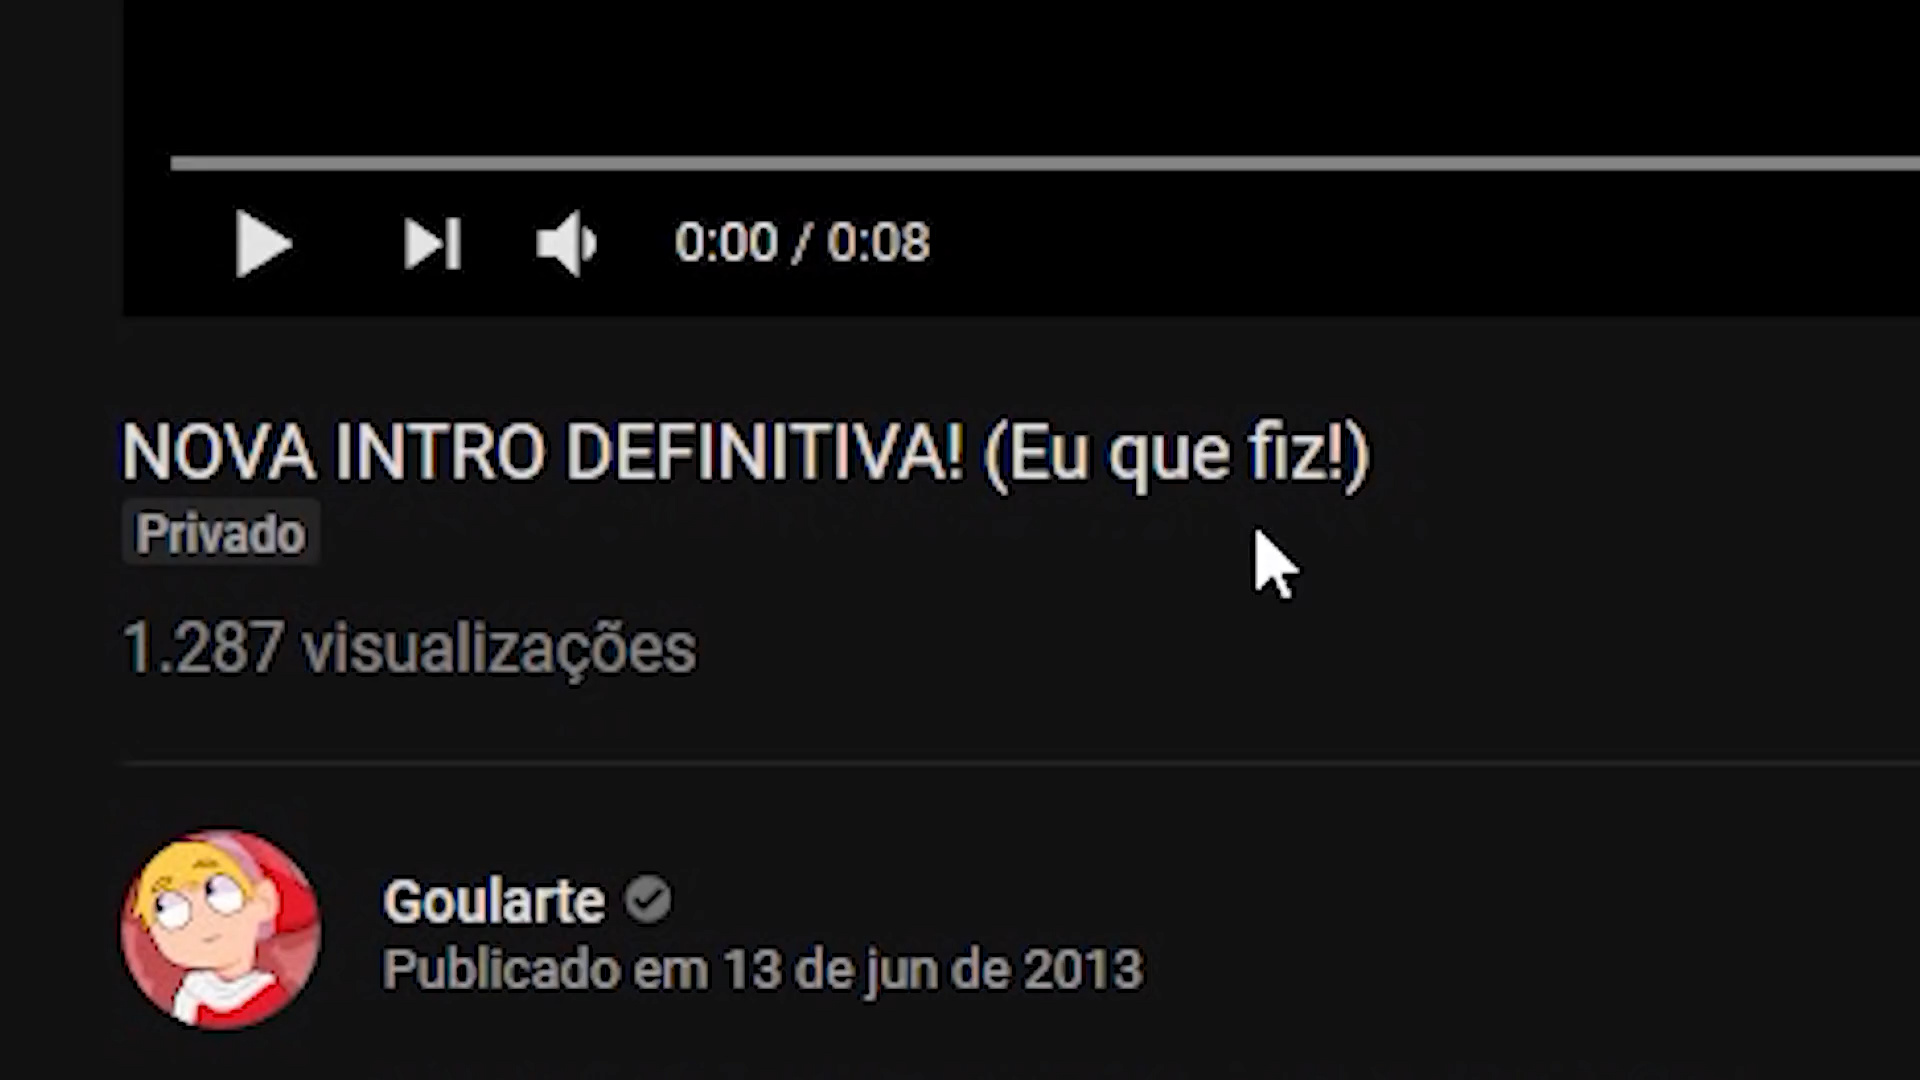 0:00 / 0:08
NOVA INTRO DEFINITIVA! (Eu que fiz!)
Privado
1.287 visualizações
Goularte
Publicado em 13 de jun de 2013